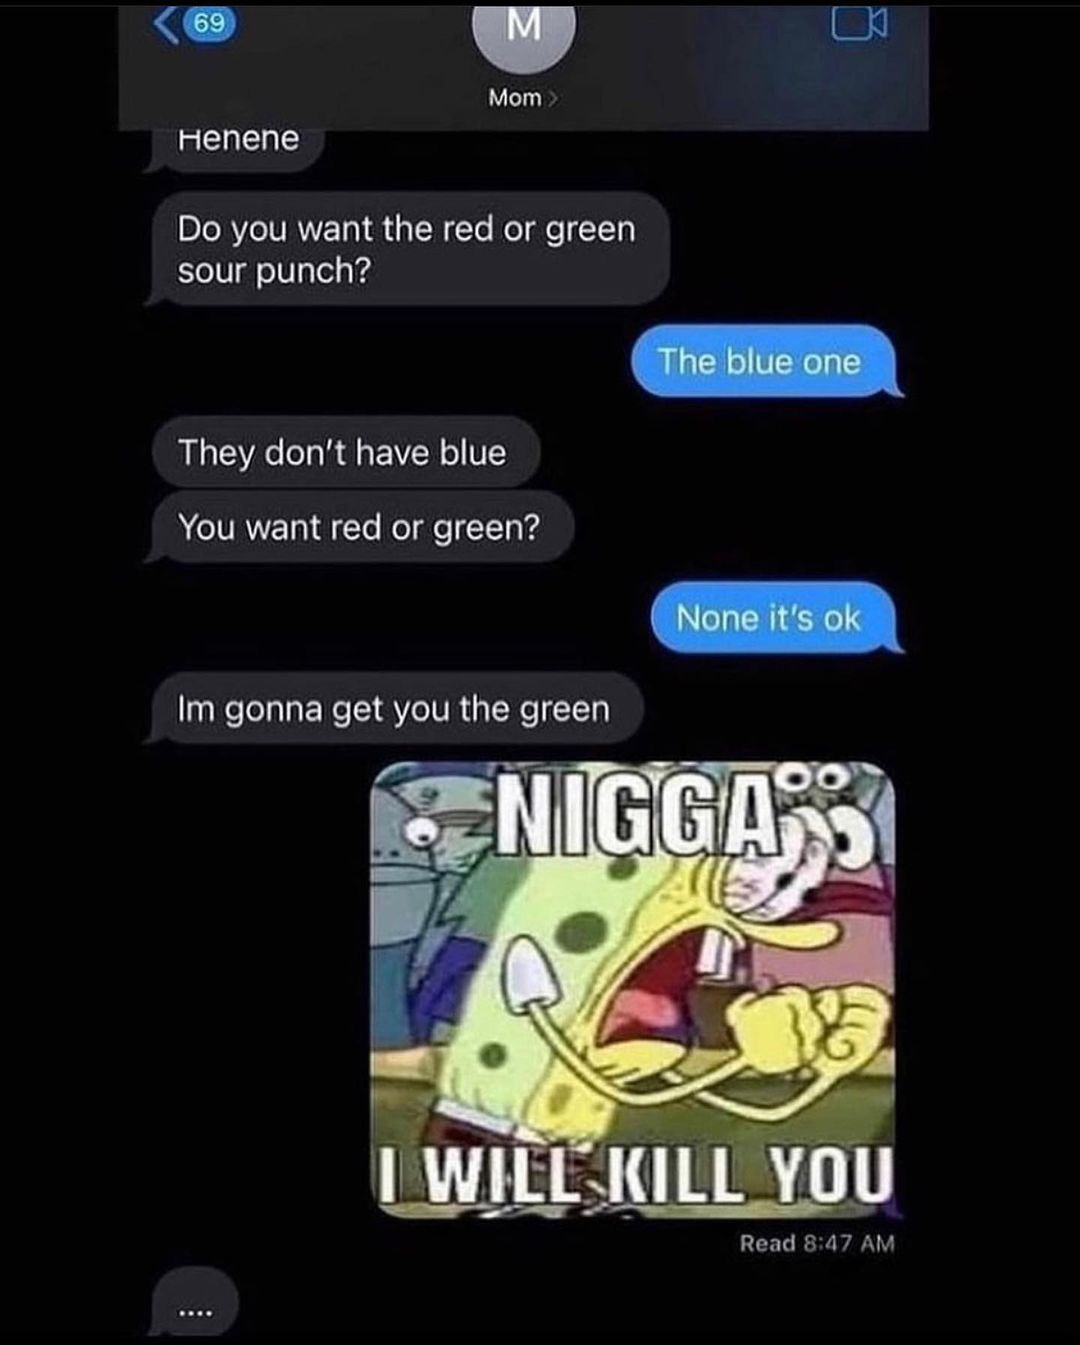 69
M
Mom
Henene
Do you want the red or green
sour punch?
The blue one
They don't have blue
You want red or green?
None it's ok
Im gonna get you the green
NIGGA
I WILL KILL YOU
Read 8:47 AM
....